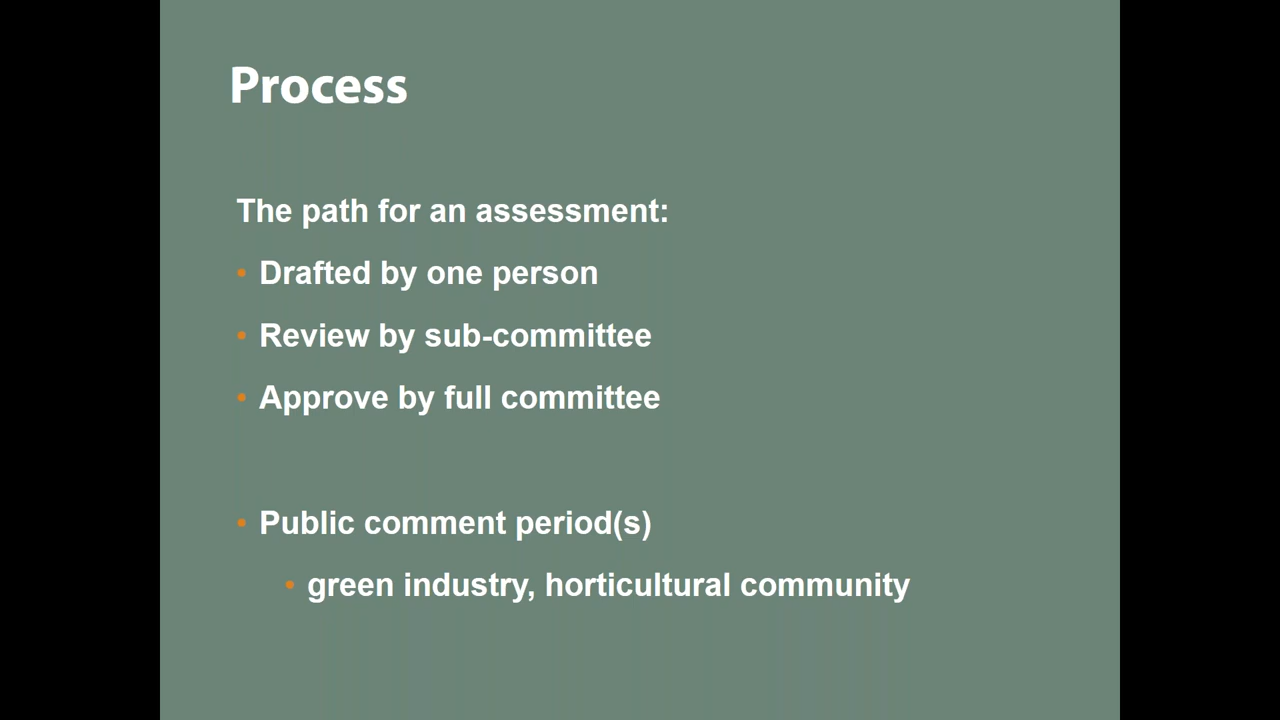 Process
The path for an assessment:
• Drafted by one person
• Review by sub-committee
• Approve by full committee
• Public comment period(s)
• green industry, horticultural community